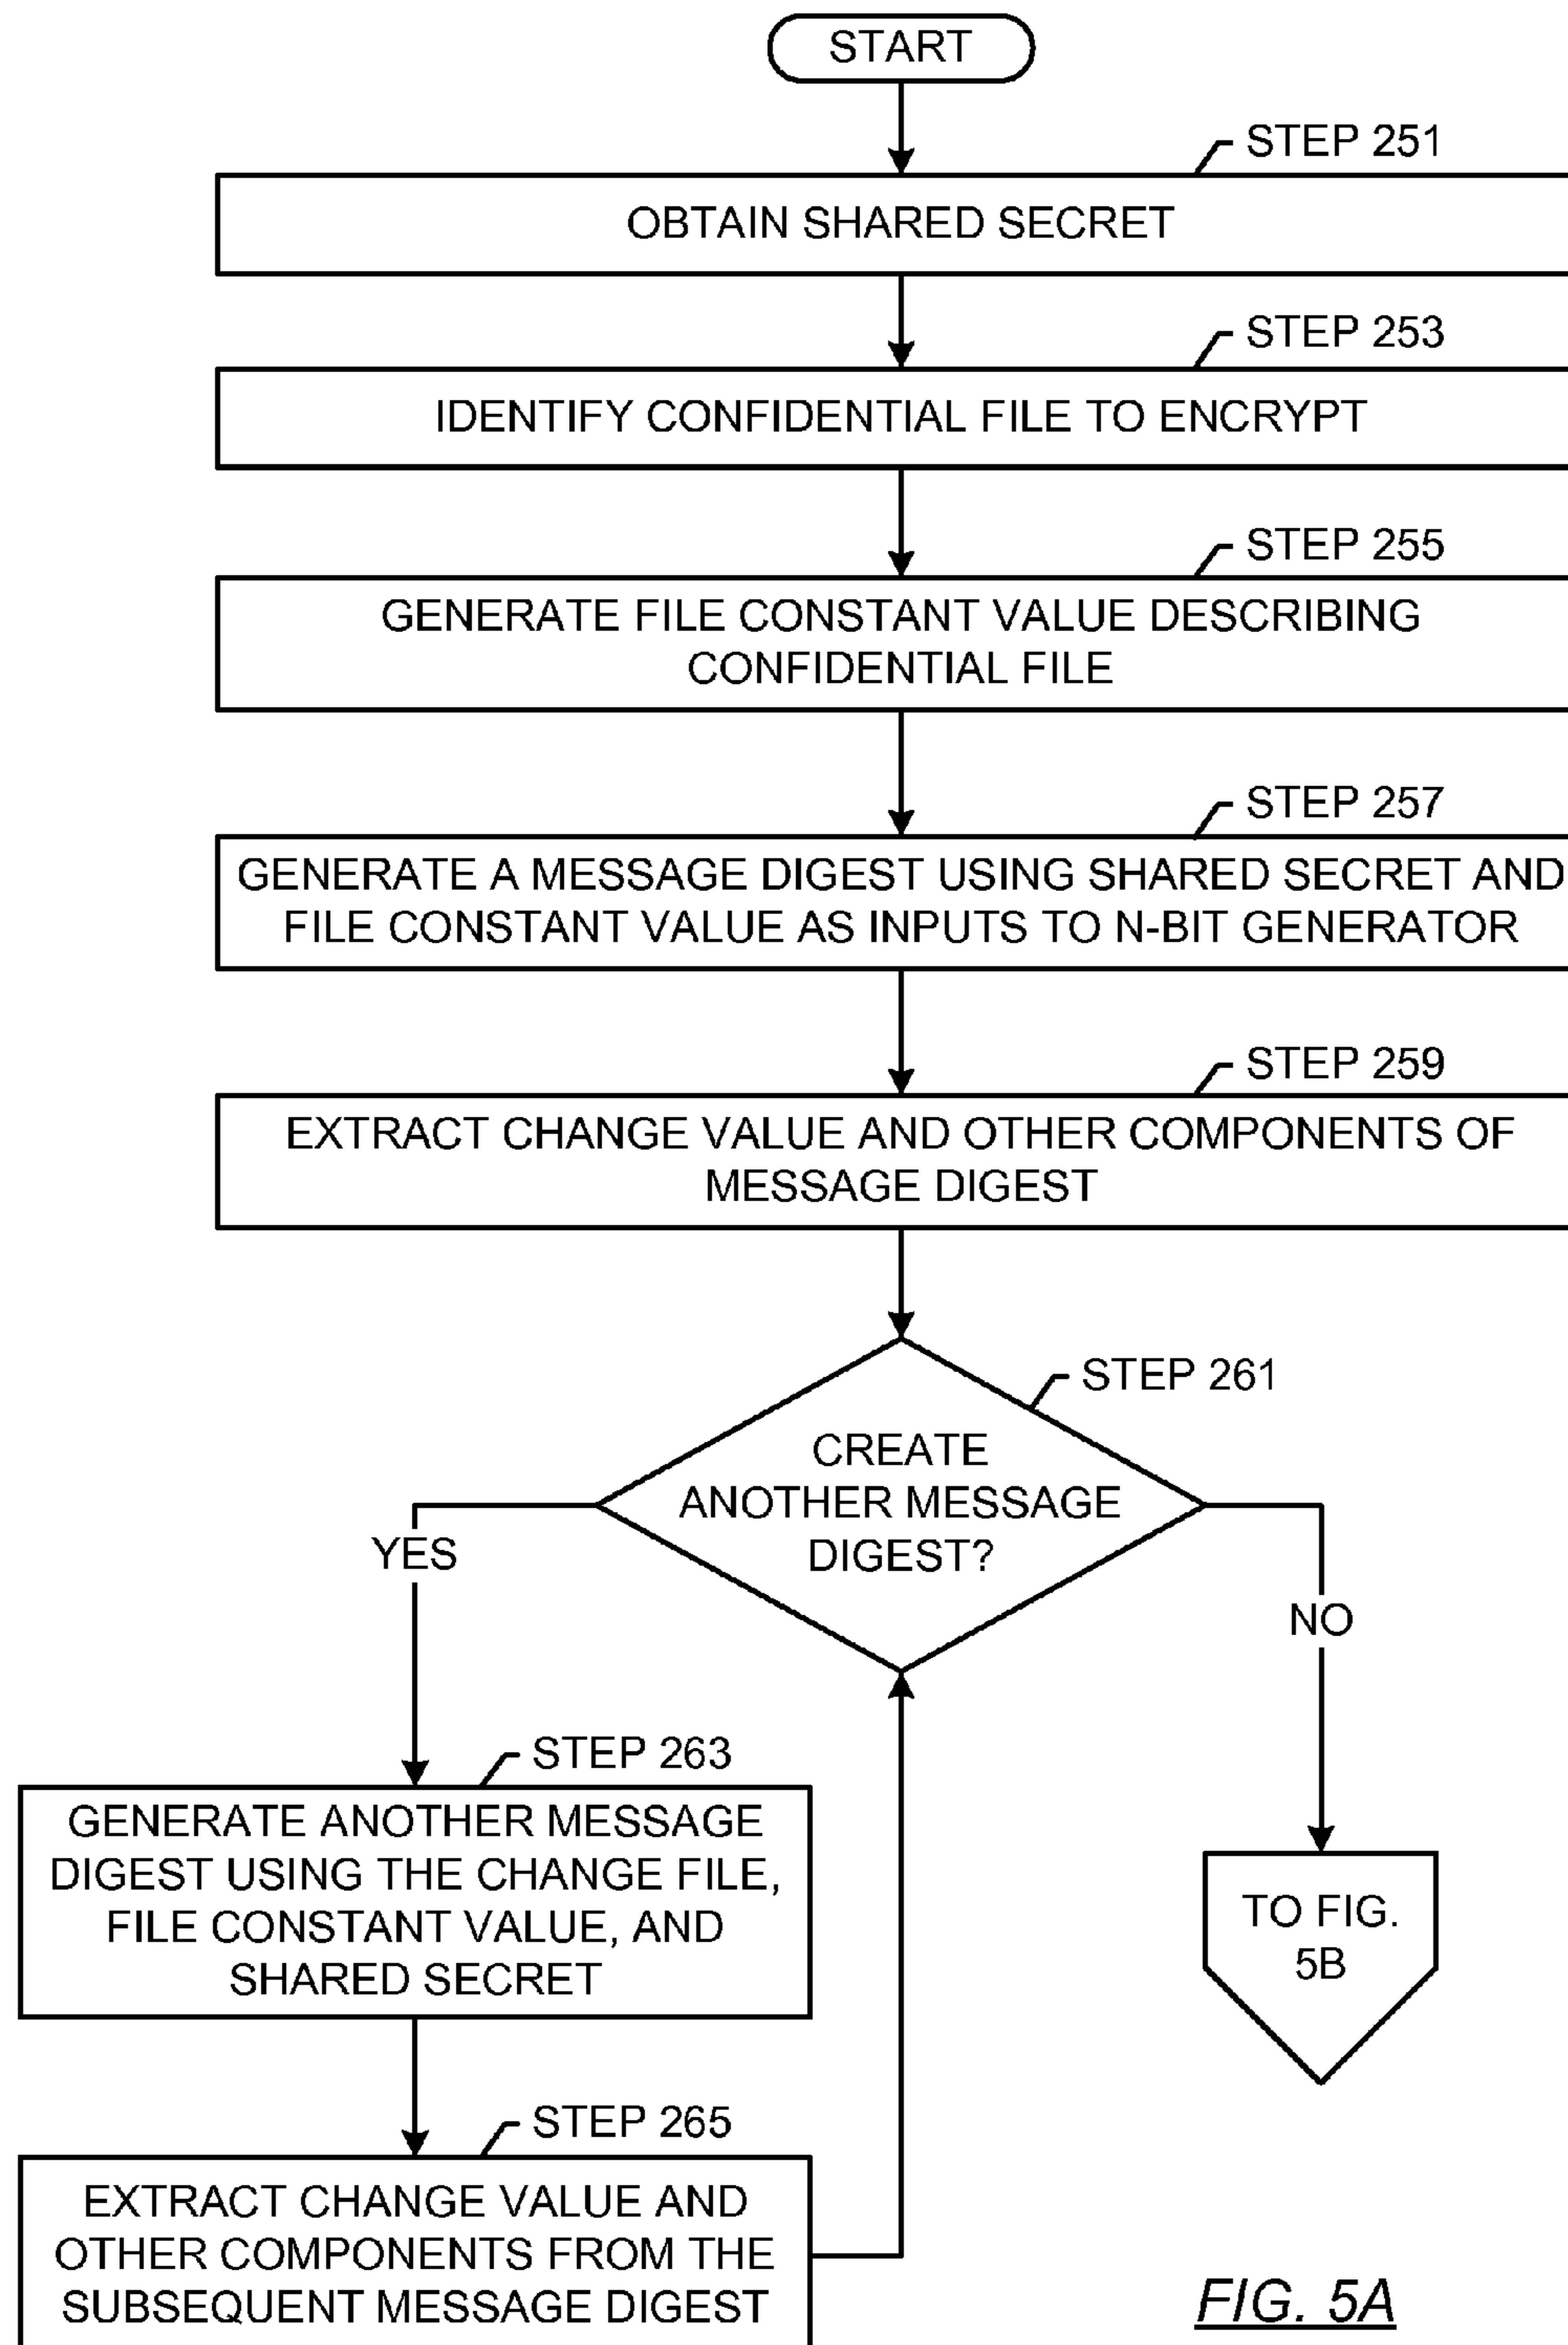 START
STEP 251
OBTAIN SHARED SECRET
STEP 253
IDENTIFY CONFIDENTIAL FILE TO ENCRYPT
STEP 255
GENERATE FILE CONSTANT VALUE DESCRIBING
CONFIDENTIAL FILE
STEP 257
GENERATE A MESSAGE DIGEST USING SHARED SECRET AND
FILE CONSTANT VALUE AS INPUTS TO N-BIT GENERATOR
STEP 259
EXTRACT CHANGE VALUE AND OTHER COMPONENTS OF
MESSAGE DIGEST
STEP 261
CREATE
ANOTHER MESSAGE
DIGEST?
YES
NO
STEP 263
GENERATE ANOTHER MESSAGE
DIGEST USING THE CHANGE FILE,
FILE CONSTANT VALUE, AND
SHARED SECRET
TO FIG.
5B
STEP 265
EXTRACT CHANGE VALUE AND
OTHER COMPONENTS FROM THE
SUBSEQUENT MESSAGE DIGEST
FIG. 5A